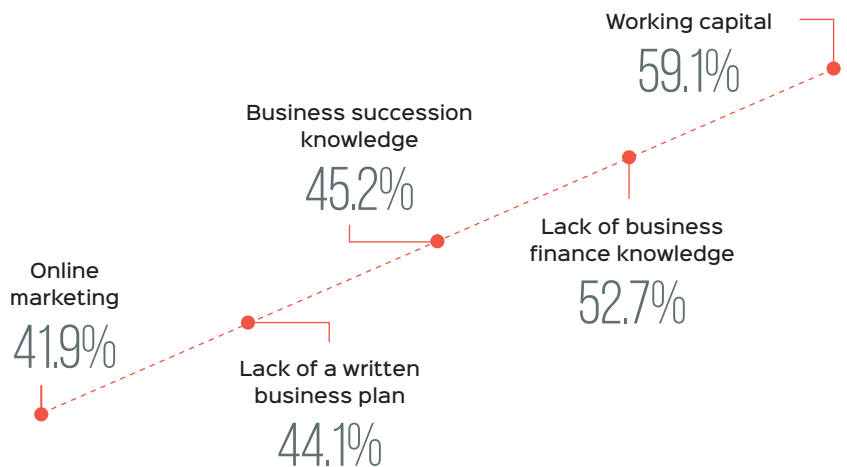 Working capital
59.1%
Business succession
knowledge
45.2%
Lack of business
finance knowledge
52.7%
Online
marketing
41.9%
Lack of a written
business plan
44.1%